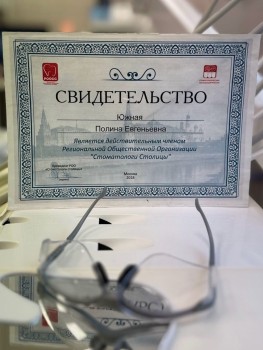 СВИДЕТЕЛЬСТВО
Южная
Полина Евгеньевна
Является действительным членом
Региональной Общественной Организации
"Стоматологи Столицы"
Москва